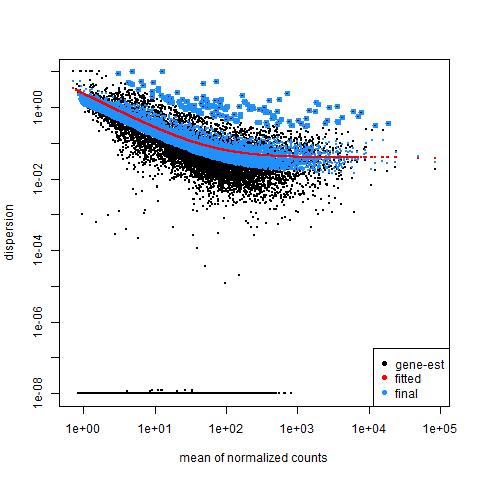 1e+00
1e-02
1e-04
1e-06
1e-08
dispersion
gene-est
fitted
final
1e+00 1e+01 1e+02 1e+03 1e+04 1e+05
mean of normalized counts